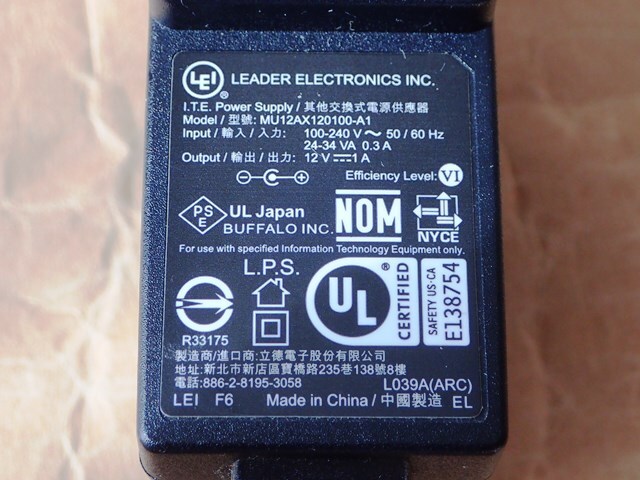 LEI ® LEADER ELECTRONICS INC.
I.T.E. Power Supply / 其他交換式電源供應器
Model / 型號: MU12AX120100-A1
Input / 輸入 / 入力: 100-240 V ～ 50 / 60 Hz
24-34 VA 0.3 A
Output / 輸出 / 出力: 12 V ⎓ 1 A
Efficiency Level: VI
PSE UL Japan
BUFFALO INC.
NOM
NYCE
For use with specified Information Technology Equipment only.
L.P.S.
R33175
UL ® CERTIFIED
SAFETY US·CA
E138754
製造商/進口商:立德電子股份有限公司
地址:新北市新店區寶橋路235巷138號8樓
電話:886-2-8195-3058
L039A(ARC)
LEI F6 Made in China / 中國製造 EL